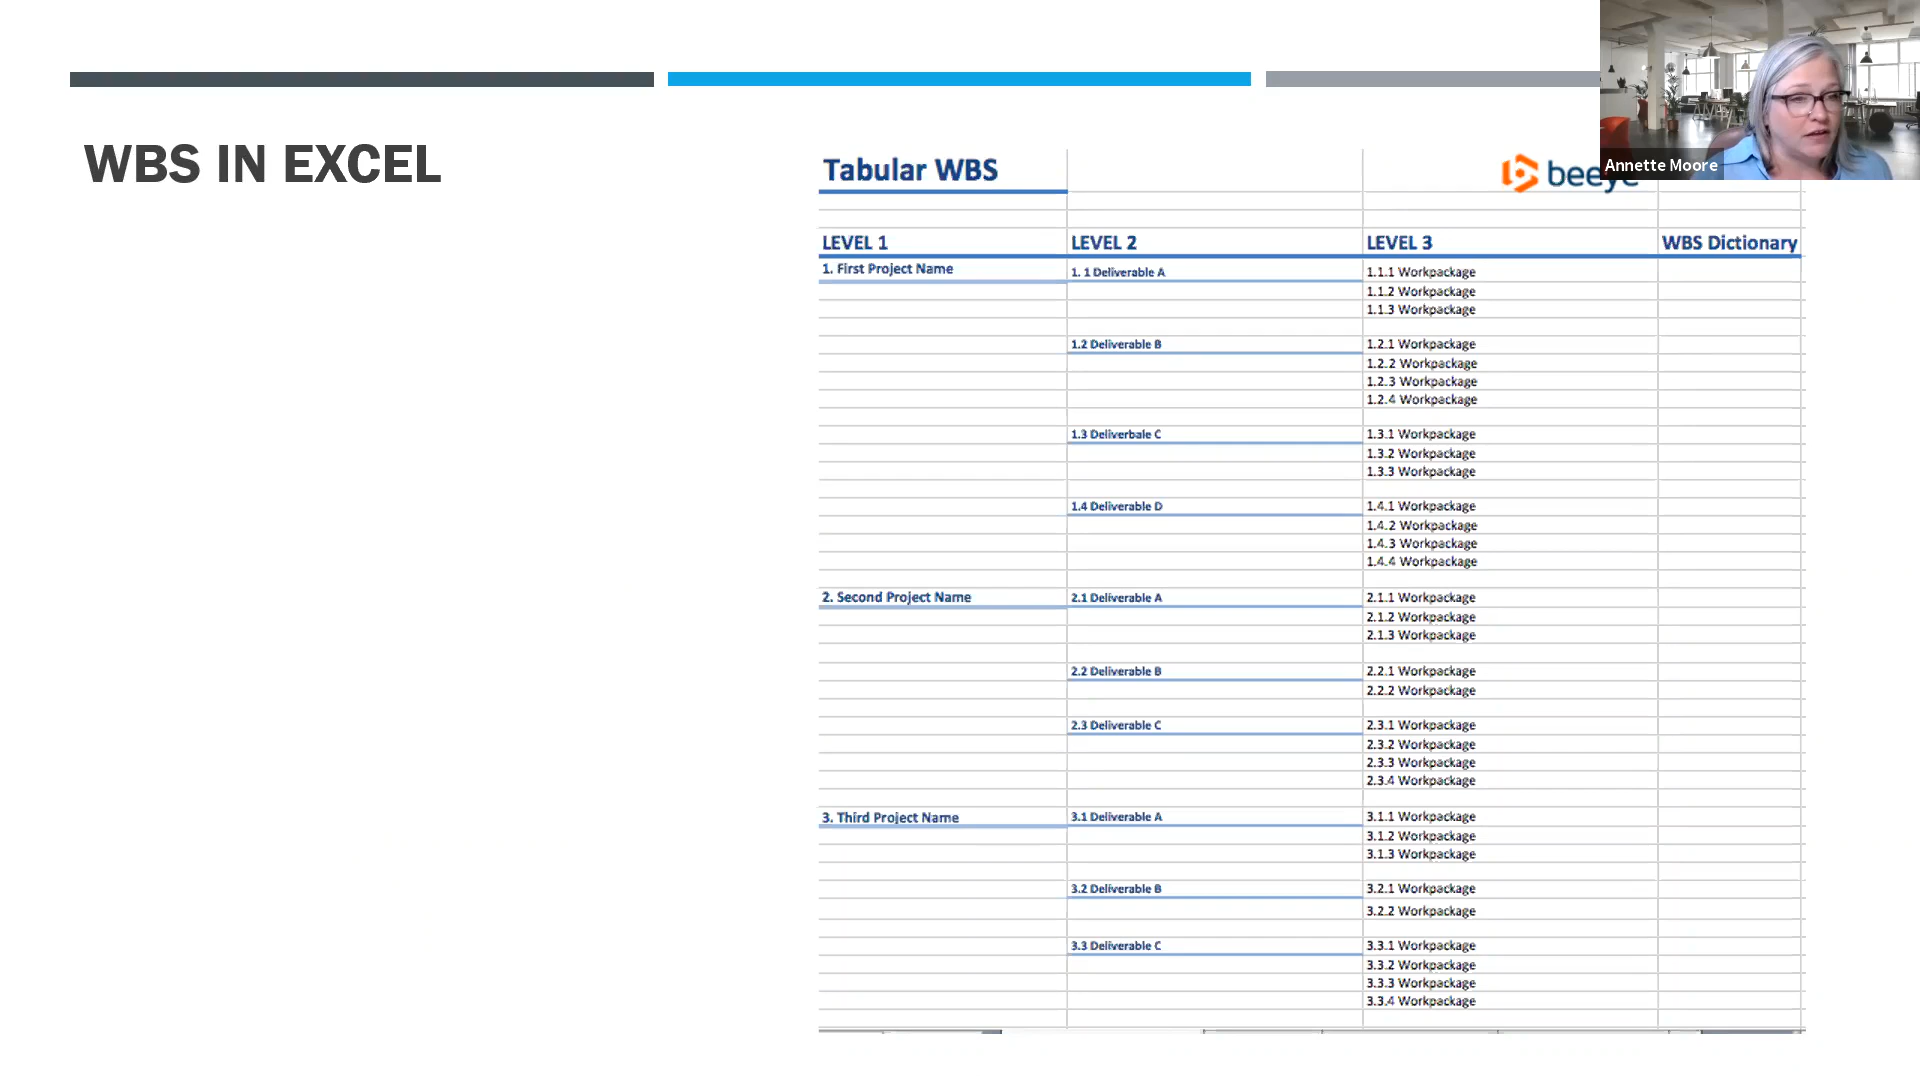 WBS IN EXCEL
Annette Moore
Tabular WBS
beeye
LEVEL 1 LEVEL 2 LEVEL 3 WBS Dictionary
1. First Project Name 1. 1 Deliverable A 1.1.1 Workpackage
1.1.2 Workpackage
1.1.3 Workpackage
1.2 Deliverable B 1.2.1 Workpackage
1.2.2 Workpackage
1.2.3 Workpackage
1.2.4 Workpackage
1.3 Deliverbale C 1.3.1 Workpackage
1.3.2 Workpackage
1.3.3 Workpackage
1.4 Deliverable D 1.4.1 Workpackage
1.4.2 Workpackage
1.4.3 Workpackage
1.4.4 Workpackage
2. Second Project Name 2.1 Deliverable A 2.1.1 Workpackage
2.1.2 Workpackage
2.1.3 Workpackage
2.2 Deliverable B 2.2.1 Workpackage
2.2.2 Workpackage
2.3 Deliverable C 2.3.1 Workpackage
2.3.2 Workpackage
2.3.3 Workpackage
2.3.4 Workpackage
3. Third Project Name 3.1 Deliverable A 3.1.1 Workpackage
3.1.2 Workpackage
3.1.3 Workpackage
3.2 Deliverable B 3.2.1 Workpackage
3.2.2 Workpackage
3.3 Deliverable C 3.3.1 Workpackage
3.3.2 Workpackage
3.3.3 Workpackage
3.3.4 Workpackage